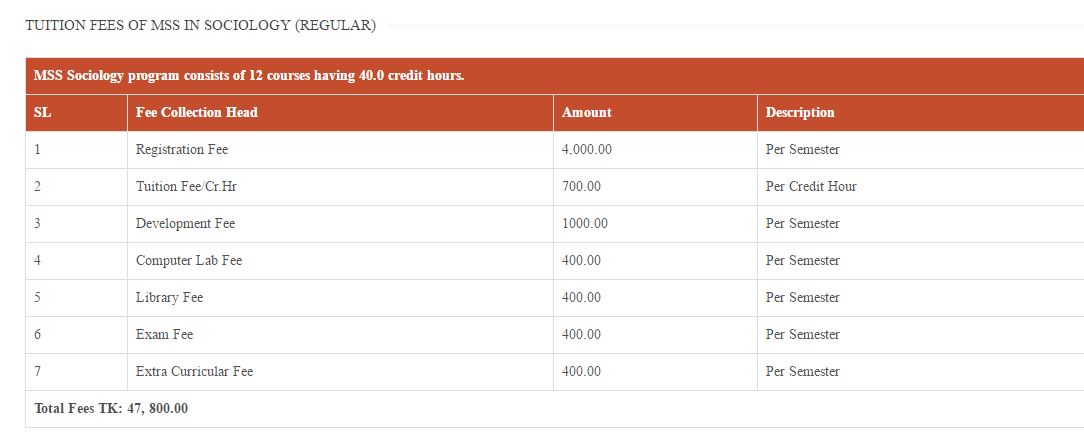 TUITION FEES OF MSS IN SOCIOLOGY (REGULAR)
MSS Sociology program consists of 12 courses having 40.0 credit hours.
SL Fee Collection Head Amount Description
1 Registration Fee 4,000.00 Per Semester
2 Tuition Fee/Cr.Hr 700.00 Per Credit Hour
3 Development Fee 1000.00 Per Semester
4 Computer Lab Fee 400.00 Per Semester
5 Library Fee 400.00 Per Semester
6 Exam Fee 400.00 Per Semester
7 Extra Curricular Fee 400.00 Per Semester
Total Fees TK: 47, 800.00